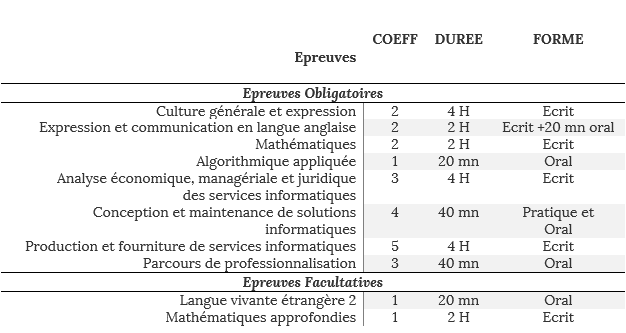 COEFF DUREE FORME
Epreuves
Epreuves Obligatoires
Culture générale et expression 2 4 H Ecrit
Expression et communication en langue anglaise 2 2 H Ecrit +20 mn oral
Mathématiques 2 2 H Ecrit
Algorithmique appliquée 1 20 mn Oral
Analyse économique, managériale et juridique 3 4 H Ecrit
des services informatiques
Conception et maintenance de solutions 4 40 mn Pratique et
informatiques Oral
Production et fourniture de services informatiques 5 4 H Ecrit
Parcours de professionnalisation 3 40 mn Oral
Epreuves Facultatives
Langue vivante étrangère 2 1 20 mn Oral
Mathématiques approfondies 1 2 H Ecrit